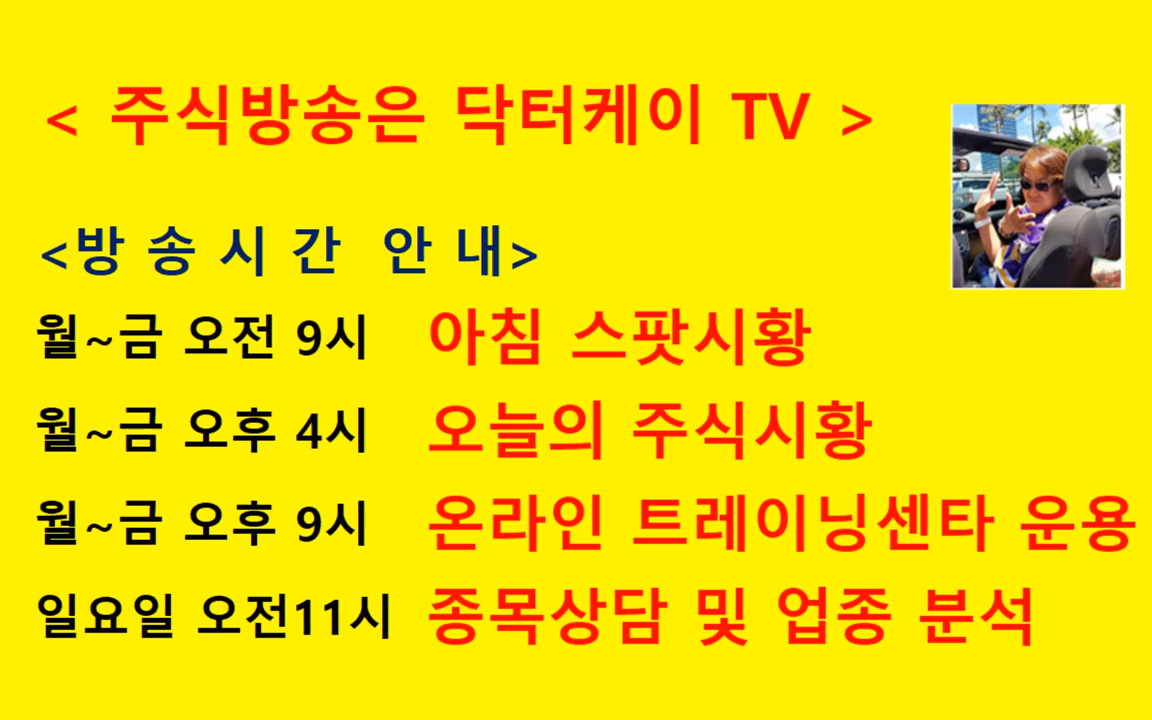 < 주식방송은 닥터케이 TV >
<방 송 시 간 안 내>
월~금 오전 9시 아침 스팟시황
월~금 오후 4시 오늘의 주식시황
월~금 오후 9시 온라인 트레이닝센타 운용
일요일 오전11시 종목상담 및 업종 분석